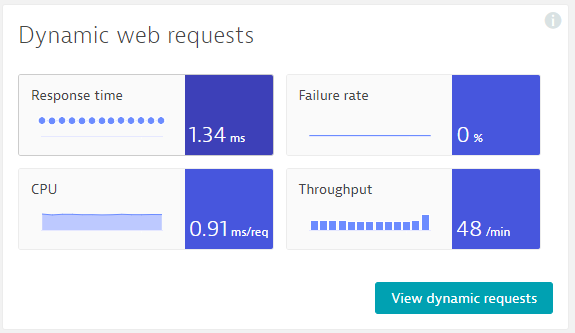 Dynamic web requests
Response time
1.34 ms
Failure rate
0 %
CPU
0.91 ms/req
Throughput
48 /min
View dynamic requests